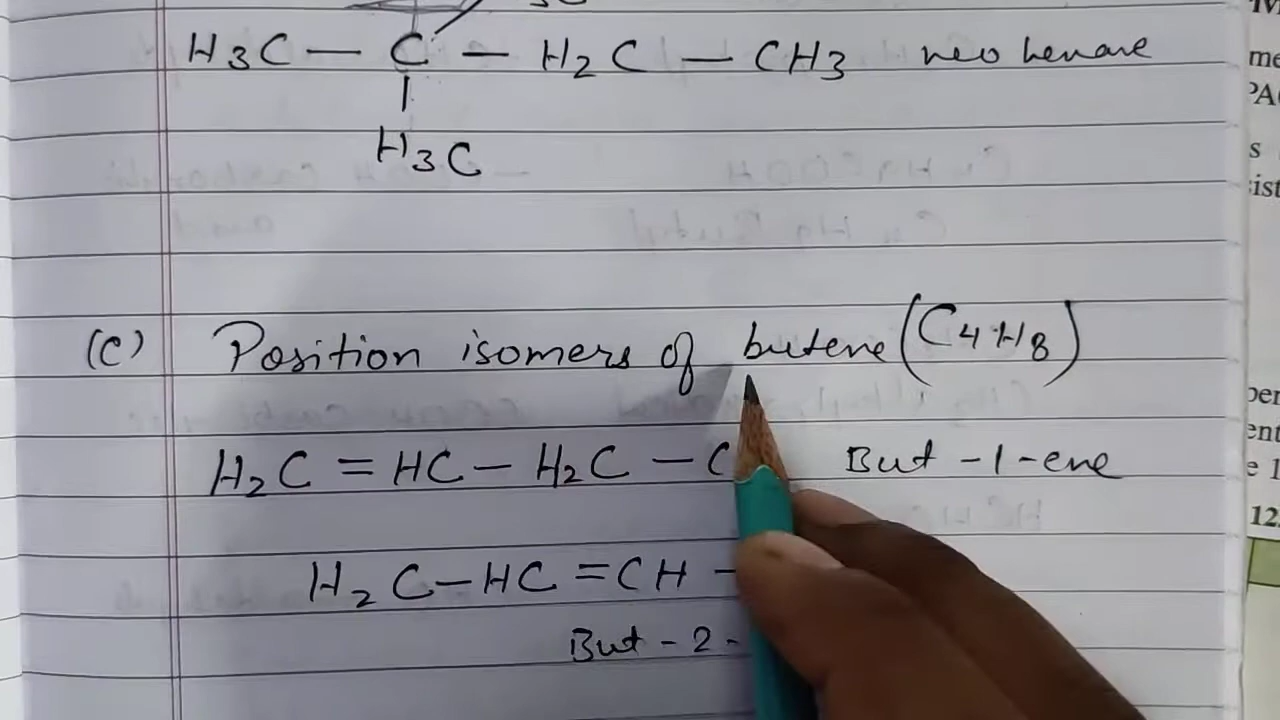 H3C — C — H2C — CH3 neo hexane
H3C
(C) Position isomers of butene (C4H8)
H2C = HC — H2C — C
But - 1 - ene
H2C — HC = CH —
But - 2 -
12